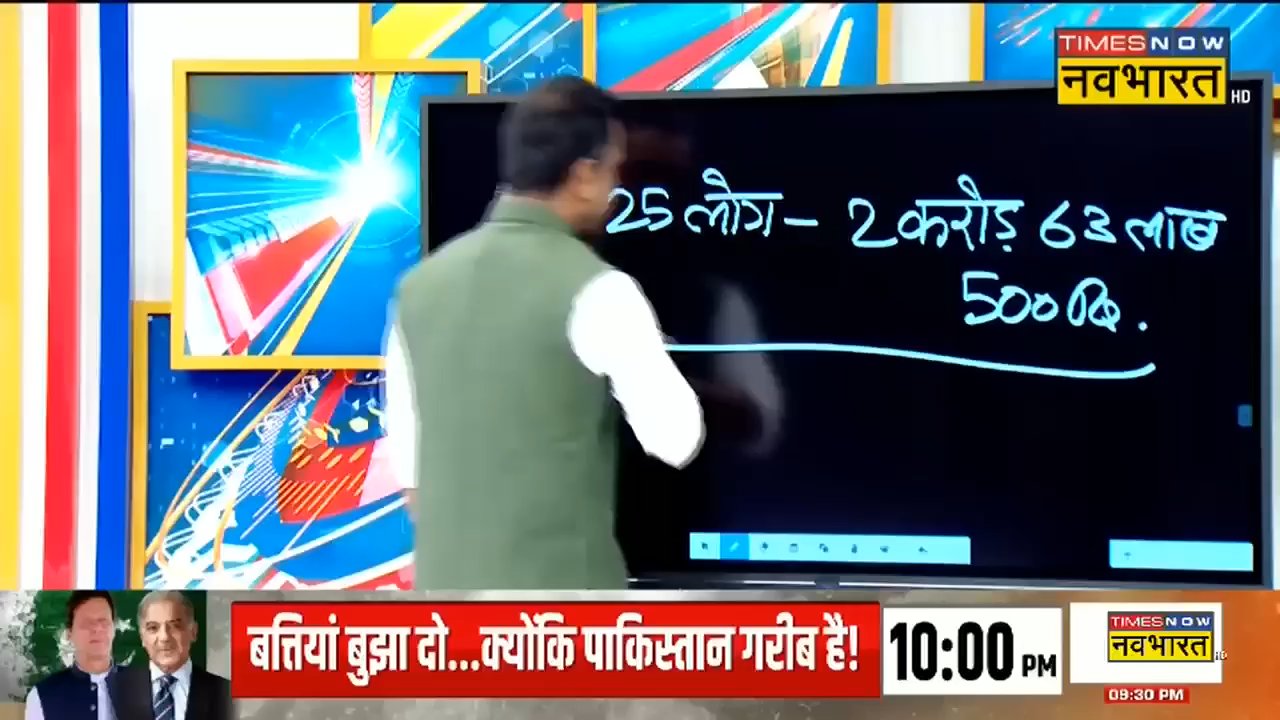 TIMES NOW
नवभारत
HD
25 लोग - 2 करोड़ 63 लाख
500 Rs.
बत्तियां बुझा दो...क्योंकि पाकिस्तान गरीब है!
10:00 PM
TIMES NOW
नवभारत
HD
09:30 PM